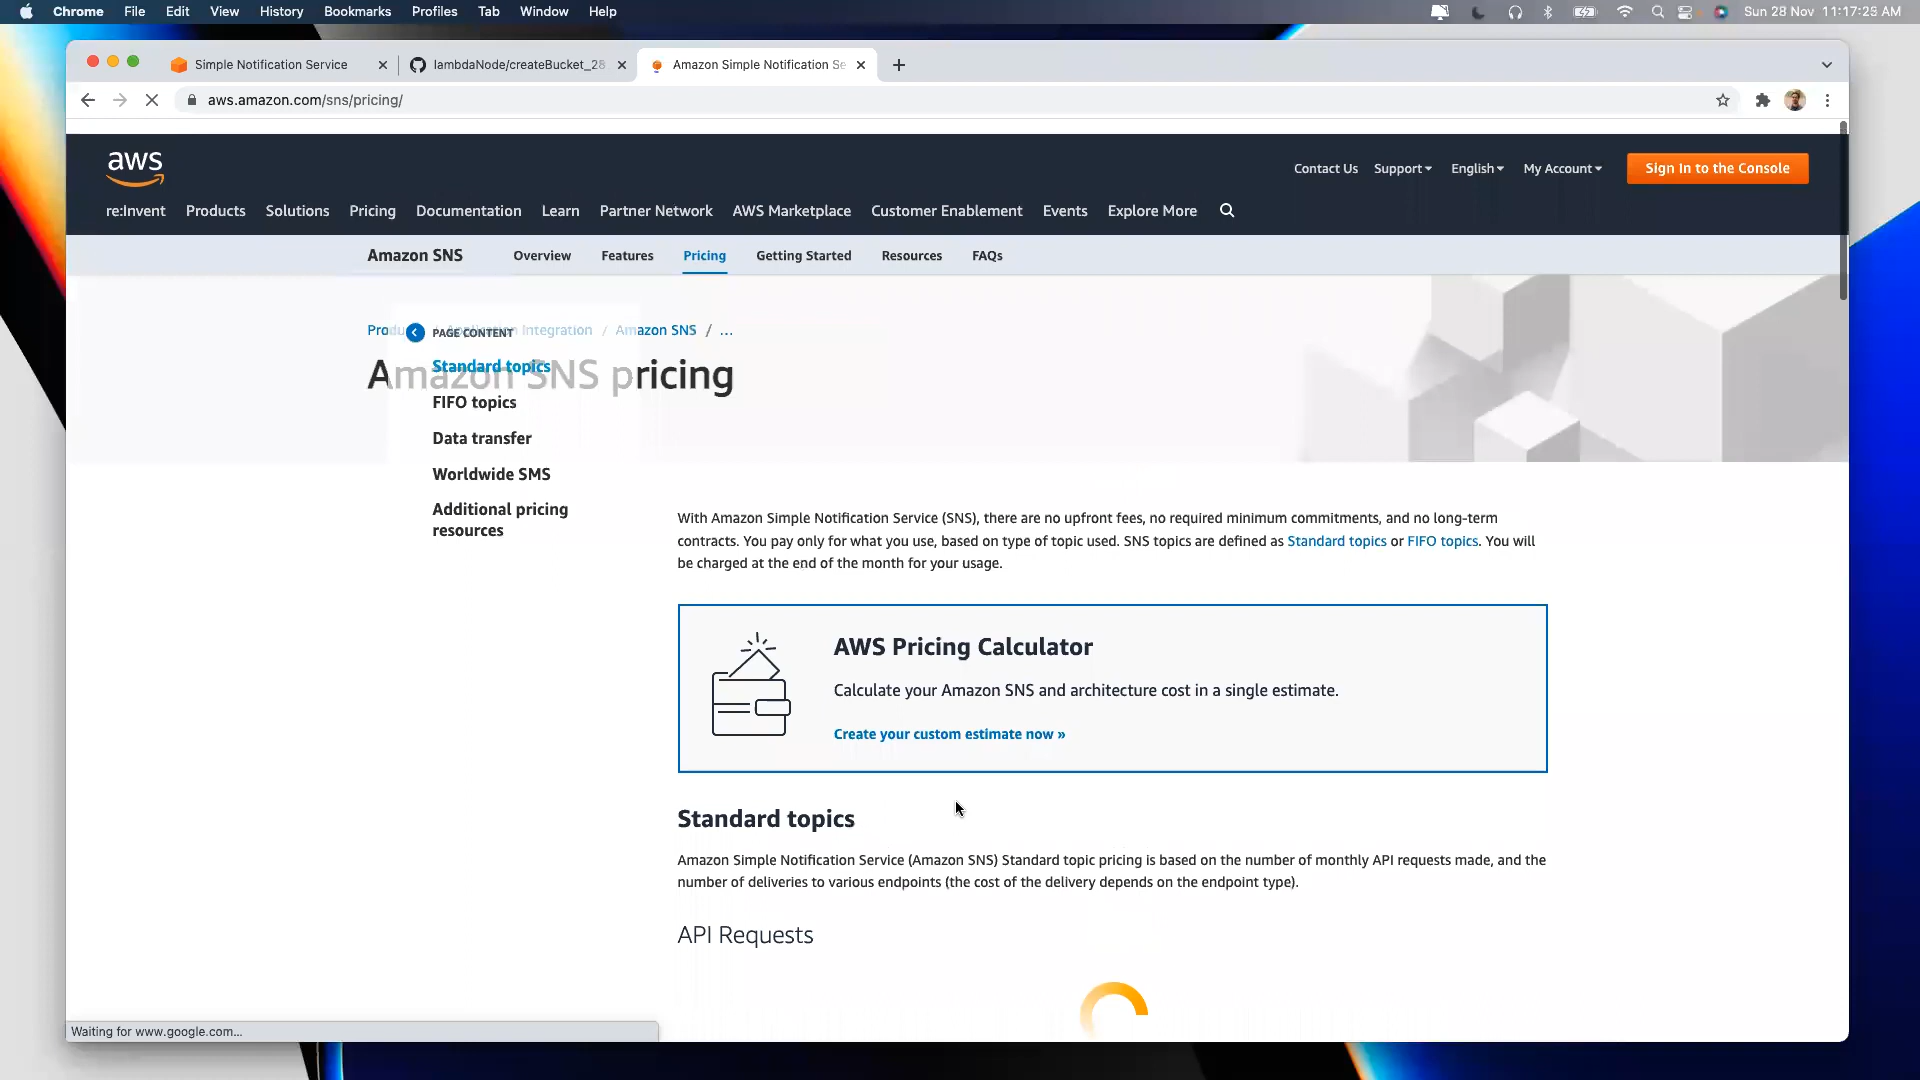 Chrome File Edit View History Bookmarks Profiles Tab Window Help Sun 28 Nov 11:17:25 AM
Simple Notification Service lambdaNode/createBucket_28 Amazon Simple Notification Se
aws.amazon.com/sns/pricing/
aws
Contact Us Support English My Account Sign In to the Console
re:Invent Products Solutions Pricing Documentation Learn Partner Network AWS Marketplace Customer Enablement Events Explore More
Amazon SNS Overview Features Pricing Getting Started Resources FAQs
Produ Application Integration / Amazon SNS / ...
PAGE CONTENT
Amazon SNS pricing
Standard topics
FIFO topics
Data transfer
Worldwide SMS
Additional pricing
resources
With Amazon Simple Notification Service (SNS), there are no upfront fees, no required minimum commitments, and no long-term
contracts. You pay only for what you use, based on type of topic used. SNS topics are defined as Standard topics or FIFO topics. You will
be charged at the end of the month for your usage.
AWS Pricing Calculator
Calculate your Amazon SNS and architecture cost in a single estimate.
Create your custom estimate now »
Standard topics
Amazon Simple Notification Service (Amazon SNS) Standard topic pricing is based on the number of monthly API requests made, and the
number of deliveries to various endpoints (the cost of the delivery depends on the endpoint type).
API Requests
Waiting for www.google.com...